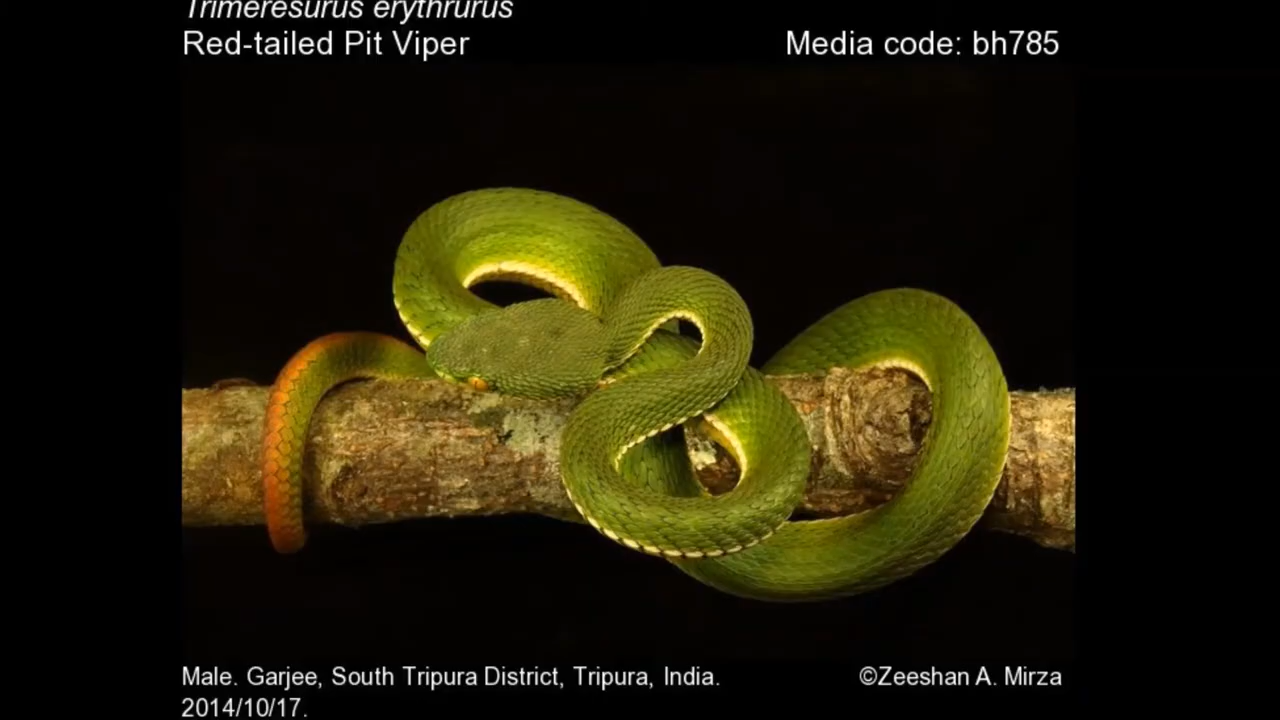 Trimeresurus erythrurus
Red-tailed Pit Viper
Media code: bh785
Male. Garjee, South Tripura District, Tripura, India.
©Zeeshan A. Mirza
2014/10/17.